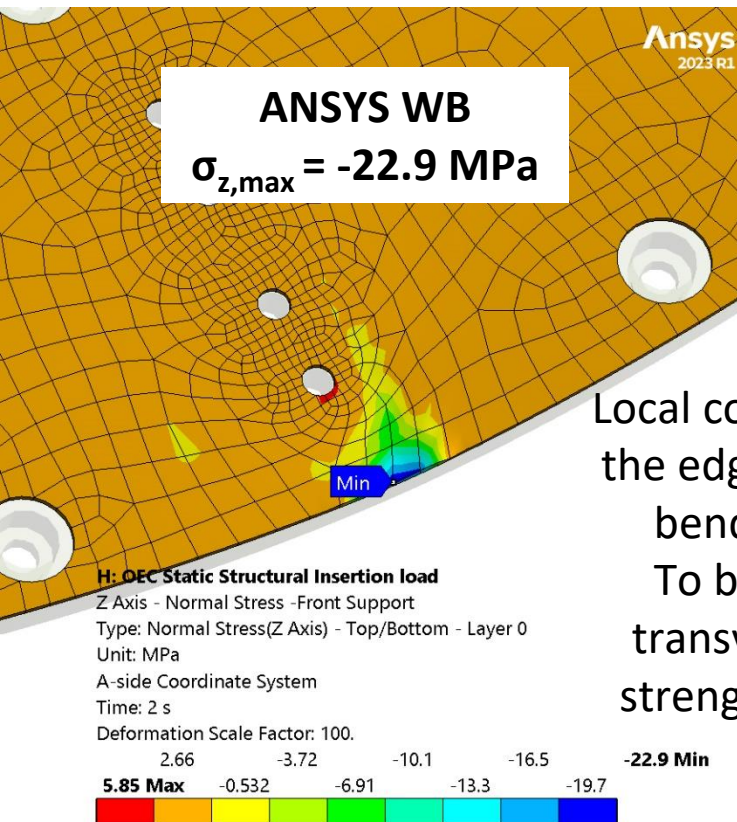 Ansys
2023 R1
ANSYS WB
σz,max = -22.9 MPa
Local co
the edg
bend
To b
transv
streng
Min
H: OEC Static Structural Insertion load
Z Axis - Normal Stress -Front Support
Type: Normal Stress(Z Axis) - Top/Bottom - Layer 0
Unit: MPa
A-side Coordinate System
Time: 2 s
Deformation Scale Factor: 100.
2.66 -3.72 -10.1 -16.5 -22.9 Min
5.85 Max -0.532 -6.91 -13.3 -19.7